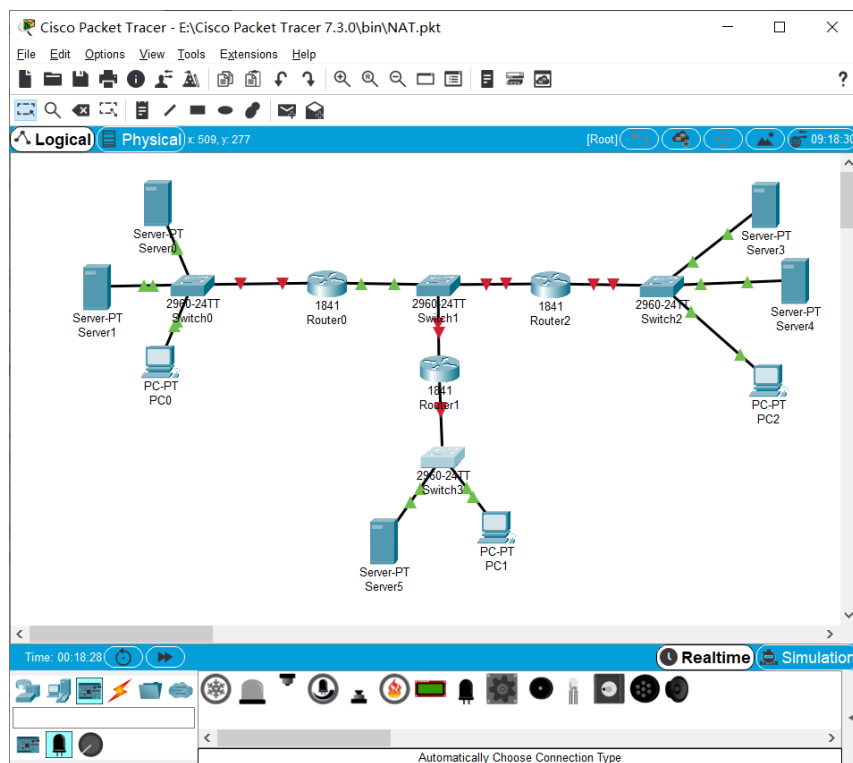 Cisco Packet Tracer - E:\Cisco Packet Tracer 7.3.0\bin\NAT.pkt
File Edit Options View Tools Extensions Help
?
Logical Physical x: 509, y: 277 [Root] 09:18:30
Server-PT
Server0
Server-PT
Server1
PC-PT
PC0
2960-24TT
Switch0
1841
Router0
2960-24TT
Switch1
1841
Router2
2960-24TT
Switch2
Server-PT
Server3
Server-PT
Server4
PC-PT
PC2
1841
Router1
2960-24TT
Switch3
Server-PT
Server5
PC-PT
PC1
Time: 00:18:28 Realtime Simulation
Automatically Choose Connection Type